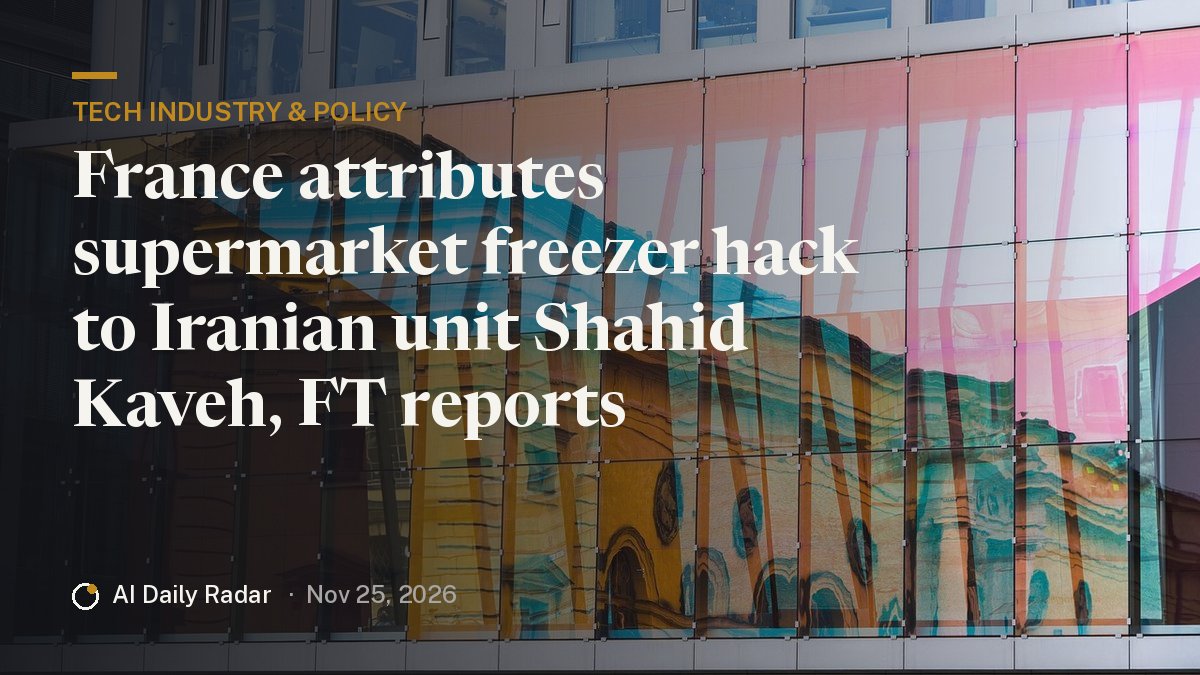 TECH INDUSTRY & POLICY
France attributes
supermarket freezer hack
to Iranian unit Shahid
Kaveh, FT reports
AI Daily Radar · Nov 25, 2026